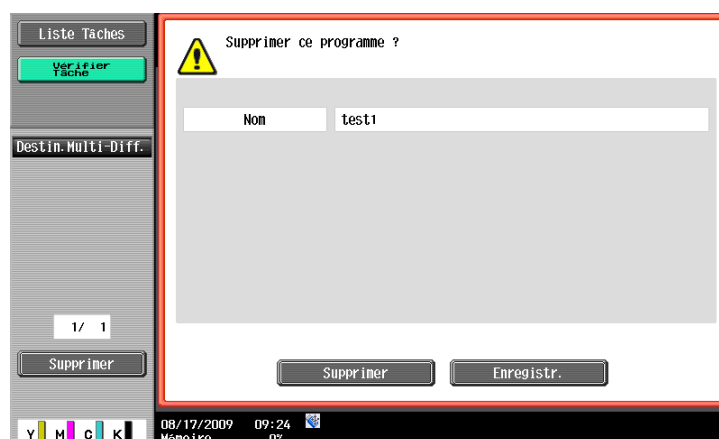 Liste Tâches
Vérifier
Tâche
Destin.Multi-Diff.
1/ 1
Supprimer
Supprimer ce programme ?
Nom
test1
Supprimer
Enregistr.
Y M C K
08/17/2009 09:24
Mémoire 0%